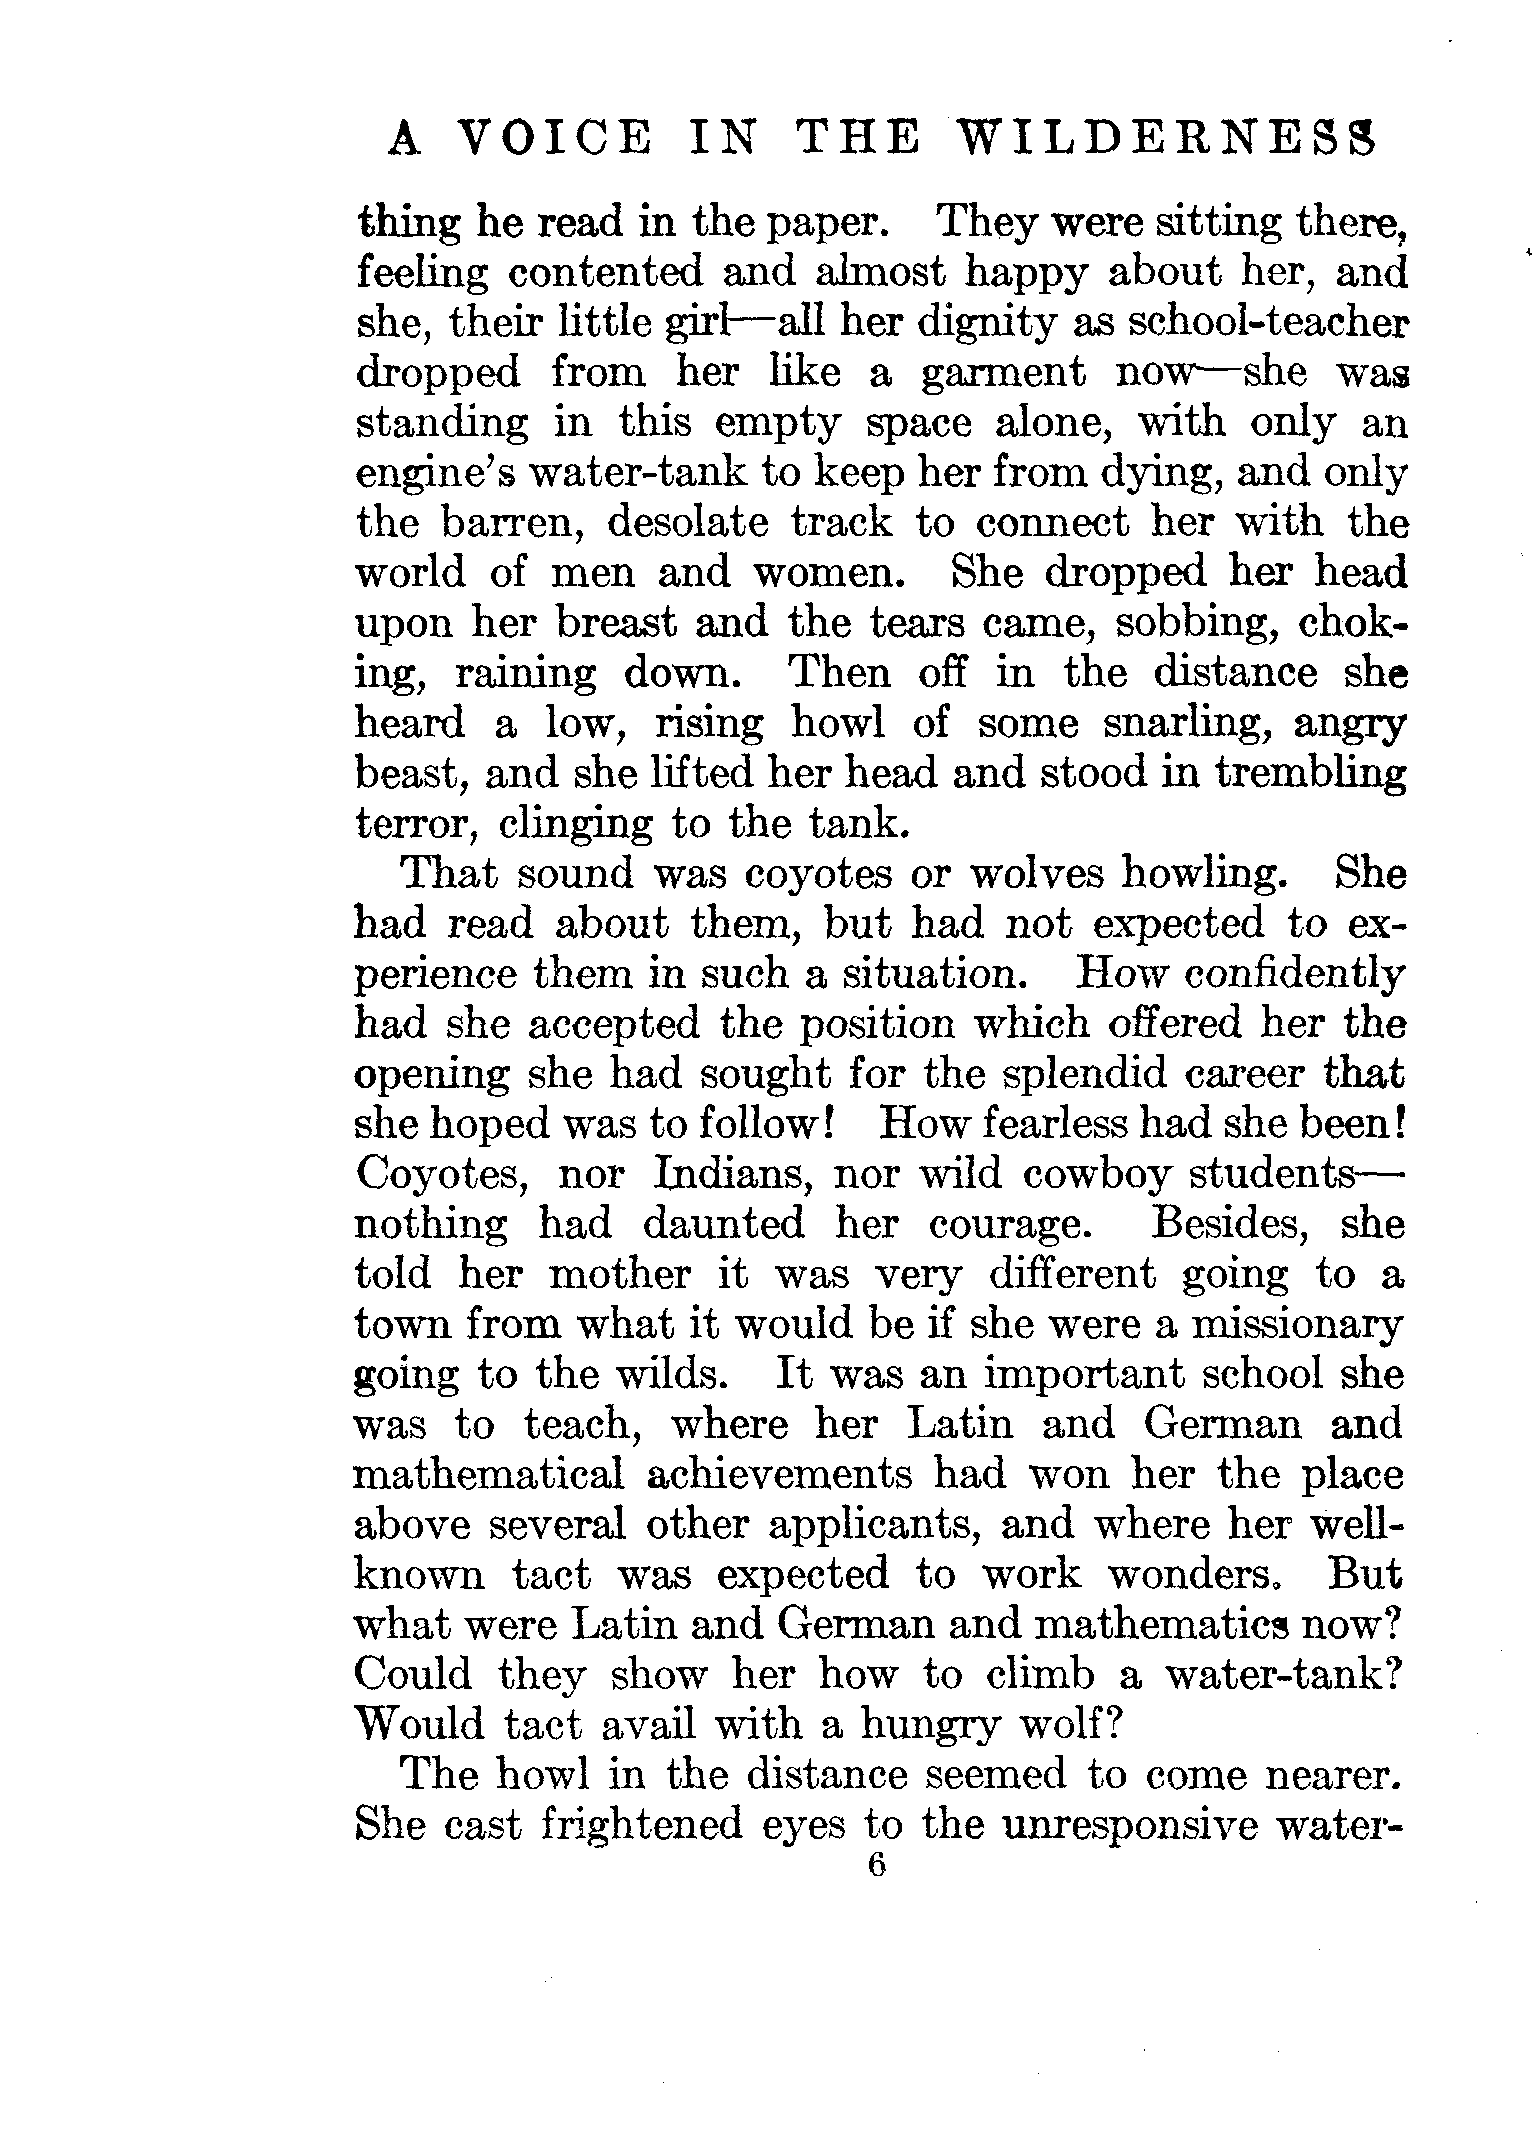 A VOICE IN THE WILDERNESS
thing he read in the paper. They were sitting there,
feeling contented and almost happy about her, and
she, their little girl—all her dignity as school-teacher
dropped from her like a garment now—she was
standing in this empty space alone, with only an
engine's water-tank to keep her from dying, and only
the barren, desolate track to connect her with the
world of men and women. She dropped her head
upon her breast and the tears came, sobbing, chok-
ing, raining down. Then off in the distance she
heard a low, rising howl of some snarling, angry
beast, and she lifted her head and stood in trembling
terror, clinging to the tank.
That sound was coyotes or wolves howling. She
had read about them, but had not expected to ex-
perience them in such a situation. How confidently
had she accepted the position which offered her the
opening she had sought for the splendid career that
she hoped was to follow! How fearless had she been!
Coyotes, nor Indians, nor wild cowboy students—
nothing had daunted her courage. Besides, she
told her mother it was very different going to a
town from what it would be if she were a missionary
going to the wilds. It was an important school she
was to teach, where her Latin and German and
mathematical achievements had won her the place
above several other applicants, and where her well-
known tact was expected to work wonders. But
what were Latin and German and mathematics now?
Could they show her how to climb a water-tank?
Would tact avail with a hungry wolf?
The howl in the distance seemed to come nearer.
She cast frightened eyes to the unresponsive water-
6